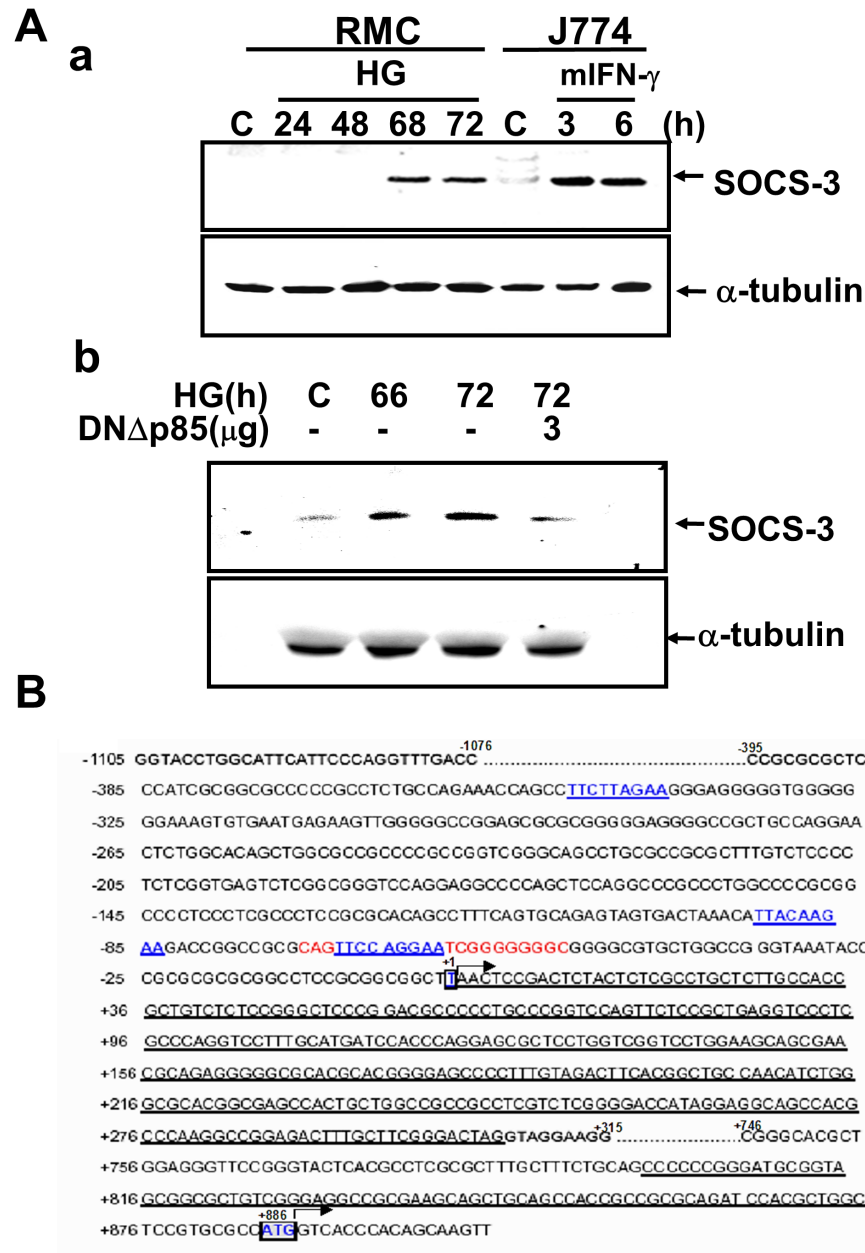 A
a
RMC J774
HG mIFN-γ
C 24 48 68 72 C 3 6 (h)
SOCS-3
α-tubulin
b
HG(h) C 66 72 72
DNΔp85(μg) - - - 3
SOCS-3
α-tubulin
B
-1105 GGTACCTGGCATTCATTCCCAGGTTTGACC -1076 ........................ -395 CCGCGCGCTC
-385 CCATCGCGGCGCCCCCGCCTCTGCCAGAAACCAGCCTTCTTAGAAGGGAGGGGGTGGGGG
-325 GGAAAGTGTGAATGAGAAGTTGGGGGCCGGAGCGCGCGGGGGAGGGGCCGCTGCCAGGAA
-265 CTCTGGCACAGCTGGCGCCGCCCCGCCGGTCGGGCAGCCTGCGCCGCGCTTTGTCTCCCC
-205 TCTCGGTGAGTCTCGGCGGGTCCAGGAGGCCCCAGCTCCAGGCCCGCCCTGGCCCCGCGG
-145 CCCCTCCCTCGCCCTCCGCGCACAGCCTTTCAGTGCAGAGTAGTGACTAAACATTACAAG
-85 AAGACCGGCCGCGCAGTTCCAGGAATCGGGGGGGCGGGGCGTGCTGGCCGGGTAAATACC
-25 CGCGCGCGCGGCCTCCGCGGCGGCTTAACTCCGACTCTACTCTCGCCTGCTCTTGCCACC
+1
+36 GCTGTCTCTCCGGGCTCCCGGACGCCCCCCTGCCCGGTCCAGTTCTCCGCTGAGGTCCCTC
+96 GCCCAGGTCCTTTGCATGATCCACCCAGGAGCGCTCCTGGTCGGTCCTGGAAGCAGCGAA
+156 CGCAGAGGGGGCGCACGCACGGGGAGCCCCTTTGTAGACTTCACGGCTGCCAACATCTGG
+216 GCGCACGGCGAGCCACTGCTGGCCGCCGCCTCGTCTCGGGGACCATAGGAGGCAGCCACG
+276 CCCAAGGCCGGAGACTTTGCTTCGGGACTAGGTAGGAAGG +315 ........................ +746 CGGGCACGCT
+756 GGAGGGTTCCGGGTACTCACGCCTCGCGCTTTGCTTTCTGCAGCCCCCCGGGATGCGGTA
+816 GCGGCGCTGTCGGGAGGCCGCGAAGCAGCTGCAGCCACCGCCGCGCAGATCCACGCTGGC
+876 TCCGTGCGCCATGGTCACCCACAGCAAGTT
+886